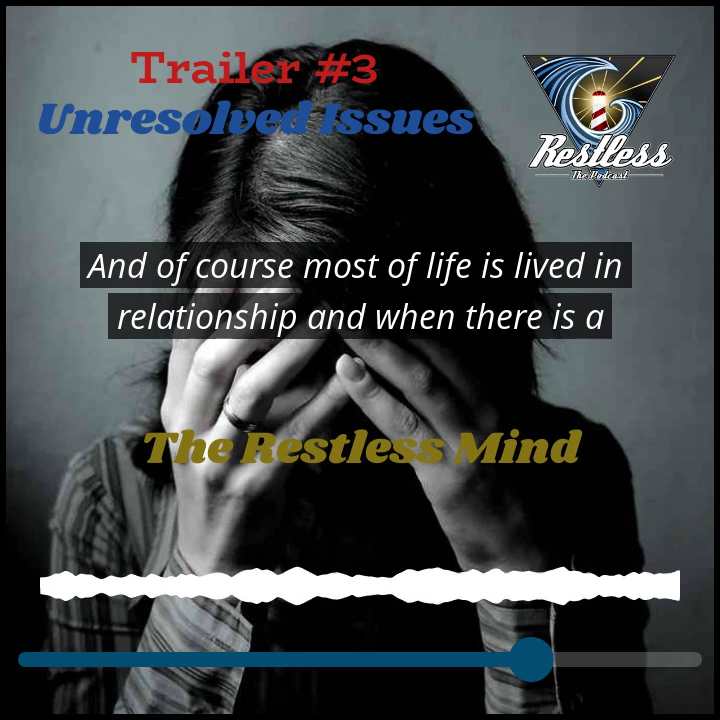 Trailer #3
Unresolved Issues
Restless
The Podcast
And of course most of life is lived in
relationship and when there is a
The Restless Mind